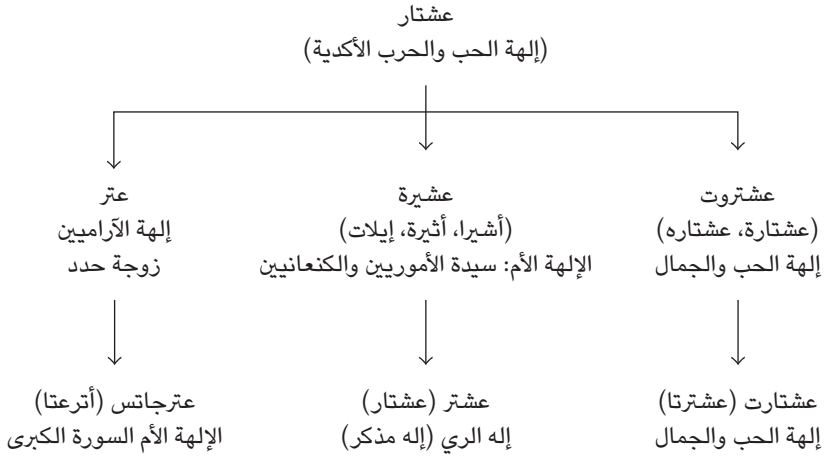 عشتار
(إلهة الحب والحرب الأكدية)
عشتروت
(عشتارة، عشتاره)
إلهة الحب والجمال
عشيرة
(أشيرا، أثيرة، إيلات)
الإلهة الأم: سيدة الأموريين والكنعانيين
عتر
إلهة الآراميين
زوجة حدد
عشتارت (عشترتا)
إلهة الحب والجمال
عشتر (عشتار)
إله الري (إله مذكر)
عترجاتس (أترعتا)
الإلهة الأم السورة الكبرى